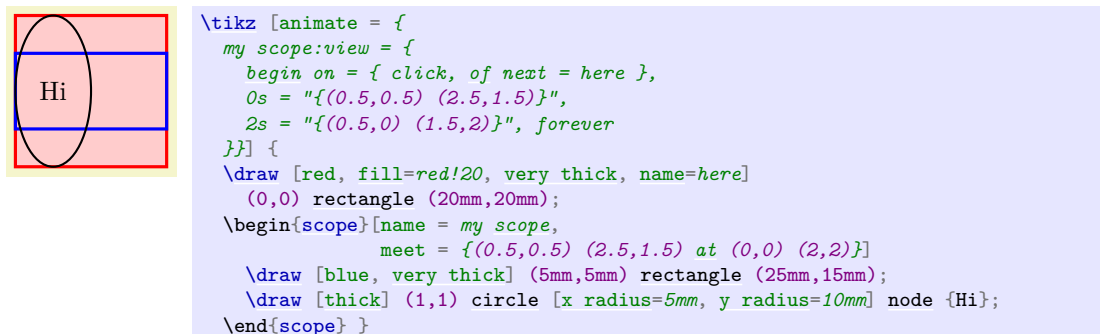 Hi
\tikz [animate = {
  my scope:view = {
    begin on = { click, of next = here },
    0s = "{(0.5,0.5) (2.5,1.5)}",
    2s = "{(0.5,0) (1.5,2)}", forever
  }}] {
  \draw [red, fill=red!20, very thick, name=here]
    (0,0) rectangle (20mm,20mm);
  \begin{scope}[name = my scope,
                meet = {(0.5,0.5) (2.5,1.5) at (0,0) (2,2)}]
    \draw [blue, very thick] (5mm,5mm) rectangle (25mm,15mm);
    \draw [thick] (1,1) circle [x radius=5mm, y radius=10mm] node {Hi};
  \end{scope} }